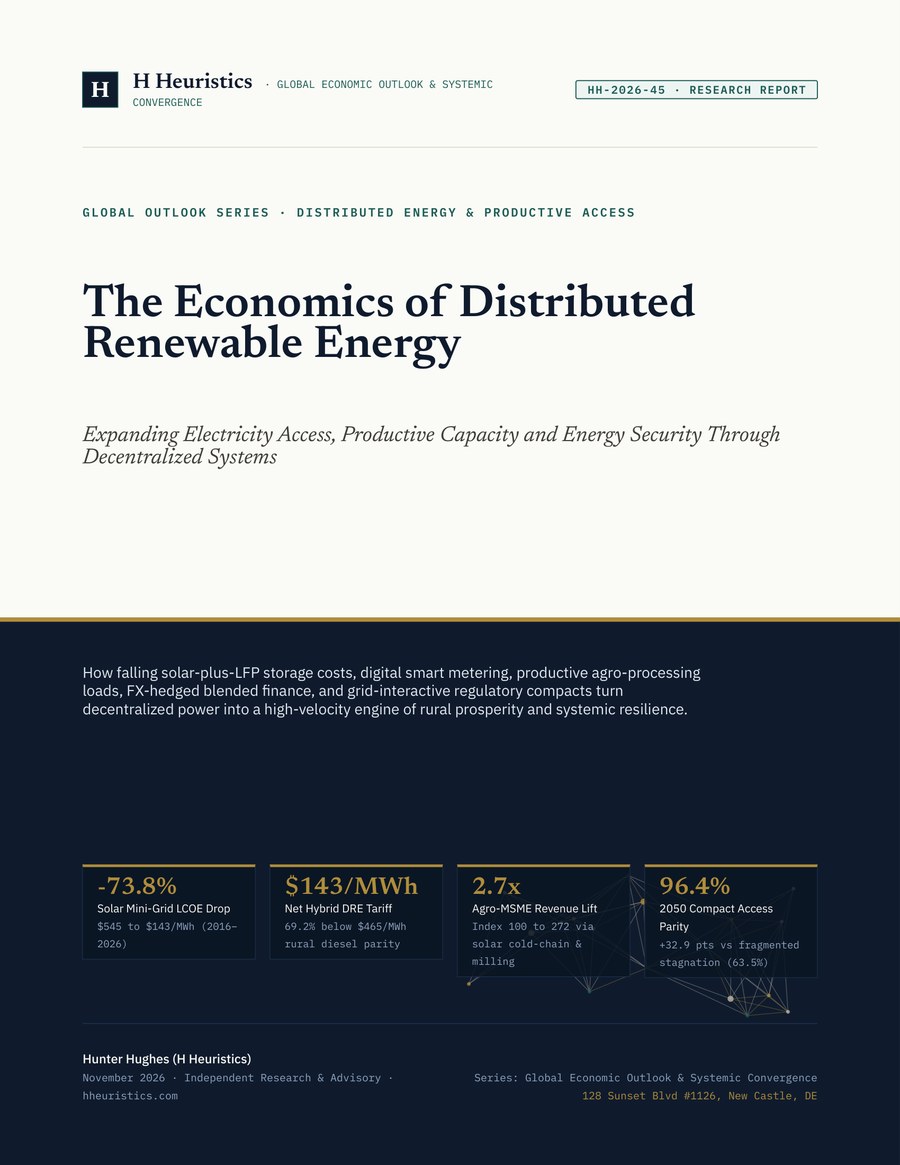 H
H Heuristics · GLOBAL ECONOMIC OUTLOOK & SYSTEMIC
CONVERGENCE
HH-2026-45 · RESEARCH REPORT
GLOBAL OUTLOOK SERIES · DISTRIBUTED ENERGY & PRODUCTIVE ACCESS
The Economics of Distributed
Renewable Energy
Expanding Electricity Access, Productive Capacity and Energy Security Through
Decentralized Systems
How falling solar-plus-LFP storage costs, digital smart metering, productive agro-processing
loads, FX-hedged blended finance, and grid-interactive regulatory compacts turn
decentralized power into a high-velocity engine of rural prosperity and systemic resilience.
-73.8%
Solar Mini-Grid LCOE Drop
$545 to $143/MWh (2016–
2026)
$143/MWh
Net Hybrid DRE Tariff
69.2% below $465/MWh
rural diesel parity
2.7x
Agro-MSME Revenue Lift
Index 100 to 272 via
solar cold-chain &
milling
96.4%
2050 Compact Access
Parity
+32.9 pts vs fragmented
stagnation (63.5%)
Hunter Hughes (H Heuristics)
November 2026 · Independent Research & Advisory ·
hheuristics.com
Series: Global Economic Outlook & Systemic Convergence
128 Sunset Blvd #1126, New Castle, DE